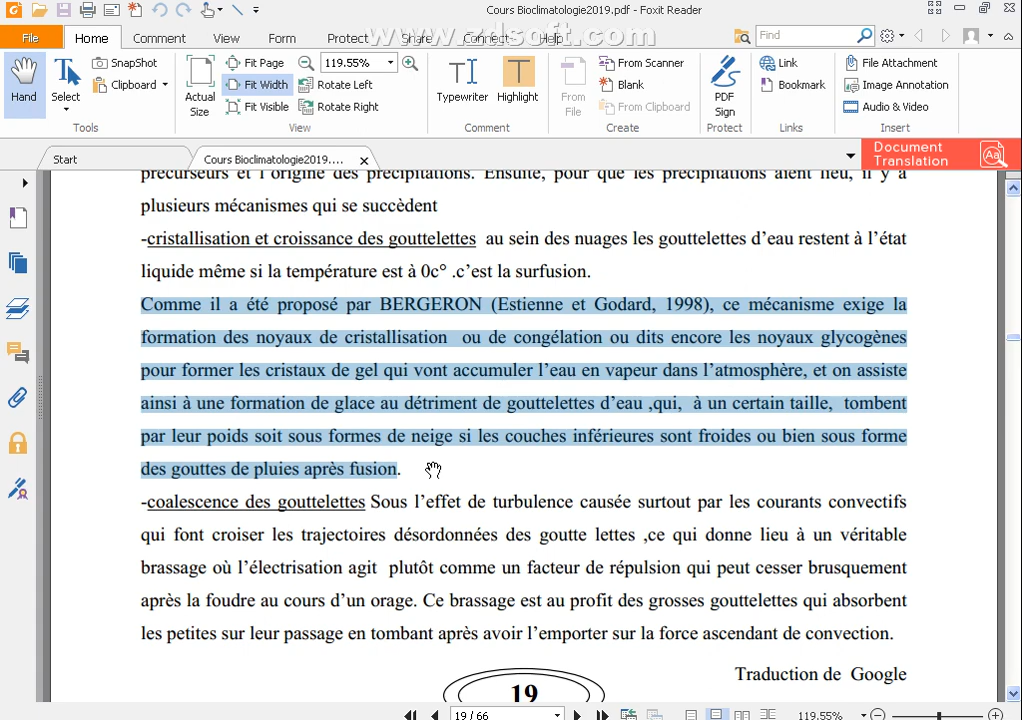 Cours Bioclimatologie2019.pdf - Foxit Reader
File Home Comment View Form Protect Share Connect Help
www.zdsoft.com
Find
Hand
Select
SnapShot
Clipboard
Tools
Actual Size
Fit Page
Fit Width
Fit Visible
119.55%
Rotate Left
Rotate Right
View
Typewriter
Highlight
Comment
From File
From Scanner
Blank
From Clipboard
Create
PDF Sign
Protect
Link
Bookmark
Links
File Attachment
Image Annotation
Audio & Video
Insert
Start
Cours Bioclimatologie2019....
Document Translation
précurseurs et l'origine des précipitations. Ensuite, pour que les précipitations aient lieu, il y a
plusieurs mécanismes qui se succèdent
-cristallisation et croissance des gouttelettes au sein des nuages les gouttelettes d'eau restent à l'état
liquide même si la température est à 0c° .c'est la surfusion.
Comme il a été proposé par BERGERON (Estienne et Godard, 1998), ce mécanisme exige la
formation des noyaux de cristallisation ou de congélation ou dits encore les noyaux glycogènes
pour former les cristaux de gel qui vont accumuler l'eau en vapeur dans l'atmosphère, et on assiste
ainsi à une formation de glace au détriment de gouttelettes d'eau ,qui, à un certain taille, tombent
par leur poids soit sous formes de neige si les couches inférieures sont froides ou bien sous forme
des gouttes de pluies après fusion.
-coalescence des gouttelettes Sous l'effet de turbulence causée surtout par les courants convectifs
qui font croiser les trajectoires désordonnées des goutte lettes ,ce qui donne lieu à un véritable
brassage où l'électrisation agit plutôt comme un facteur de répulsion qui peut cesser brusquement
après la foudre au cours d'un orage. Ce brassage est au profit des grosses gouttelettes qui absorbent
les petites sur leur passage en tombant après avoir l'emporter sur la force ascendant de convection.
Traduction de Google
19
19 / 66
119.55%